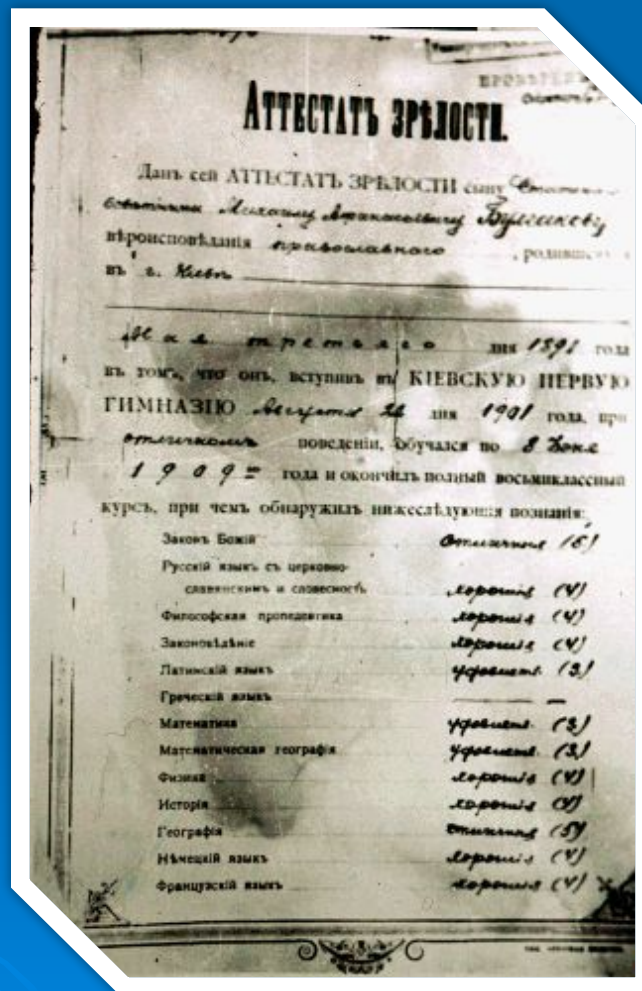 АТТЕСТАТЪ ЗРѢЛОСТИ.
Данъ сей АТТЕСТАТЪ ЗРѢЛОСТИ сыну
Михаилу Афанасьевичу Булгакову
вѣроисповѣданія православнаго, родившемуся
въ г. Кіевѣ
Мая третьяго дня 1891 года
въ томъ, что онъ, вступивъ въ КІЕВСКУЮ ПЕРВУЮ
ГИМНАЗІЮ Августа 22 дня 1901 года, при
отличномъ поведеніи, обучался по 8 Іюня
1909 года и окончилъ полный восьмиклассный
курсъ, при чемъ обнаружилъ нижеслѣдующія познанія:
Законъ Божій отличныя (5)
Русскій языкъ съ церковно-
славянскимъ и словесность хорошія (4)
Философская пропедевтика хорошія (4)
Законовѣдѣніе хорошія (4)
Латинскій языкъ удовлет. (3)
Греческій языкъ —
Математика удовлет. (3)
Математическая географія удовлет. (3)
Физика хорошія (4)
Исторія хорошія (4)
Географія отличныя (5)
Нѣмецкій языкъ хорошія (4)
Французскій языкъ хорошія (4)